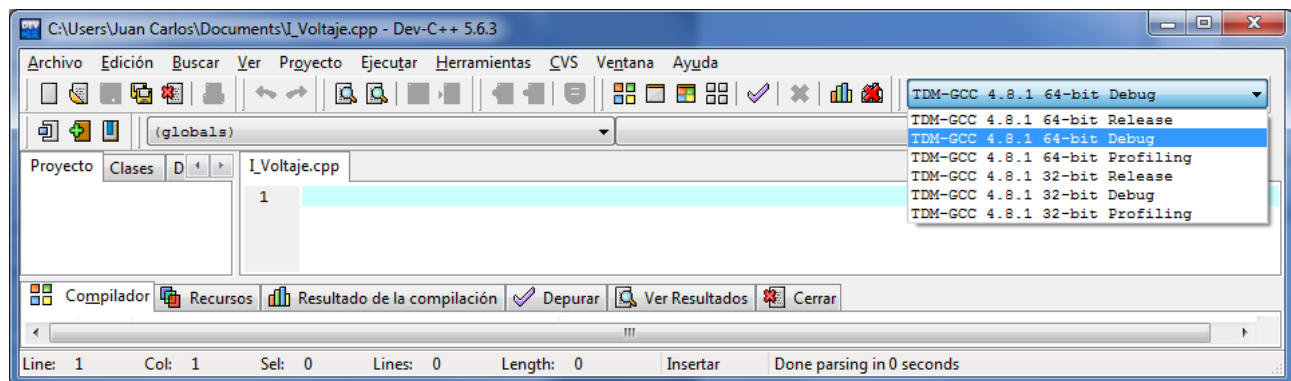 C:\Users\Juan Carlos\Documents\I_Voltaje.cpp - Dev-C++ 5.6.3
Archivo Edición Buscar Ver Proyecto Ejecutar Herramientas CVS Ventana Ayuda
TDM-GCC 4.8.1 64-bit Debug
TDM-GCC 4.8.1 64-bit Release
TDM-GCC 4.8.1 64-bit Debug
TDM-GCC 4.8.1 64-bit Profiling
TDM-GCC 4.8.1 32-bit Release
TDM-GCC 4.8.1 32-bit Debug
TDM-GCC 4.8.1 32-bit Profiling
(globals)
Proyecto Clases D I_Voltaje.cpp
1
Compilador Recursos Resultado de la compilación Depurar Ver Resultados Cerrar
Line: 1 Col: 1 Sel: 0 Lines: 0 Length: 0 Insertar Done parsing in 0 seconds